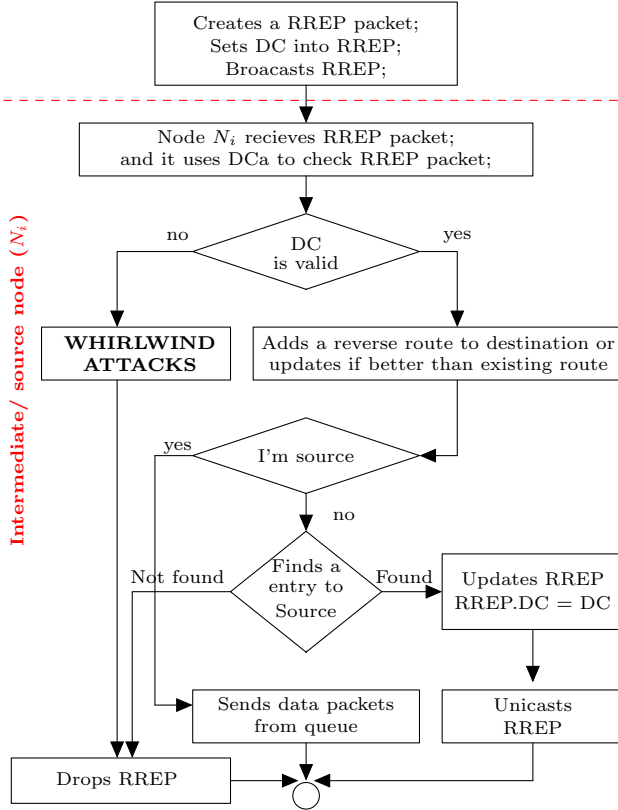 Creates a RREP packet;
Sets DC into RREP;
Broacasts RREP;
Node Ni recieves RREP packet;
and it uses DCa to check RREP packet;
Intermediate/ source node (Ni)
no
DC
is valid
yes
WHIRLWIND
ATTACKS
Adds a reverse route to destination or
updates if better than existing route
yes
I'm source
no
Not found
Finds a
entry to
Source
Found
Updates RREP
RREP.DC = DC
Sends data packets
from queue
Unicasts
RREP
Drops RREP